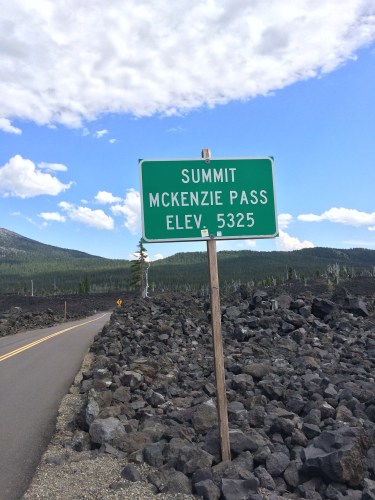 SUMMIT
MCKENZIE PASS
ELEV. 5325